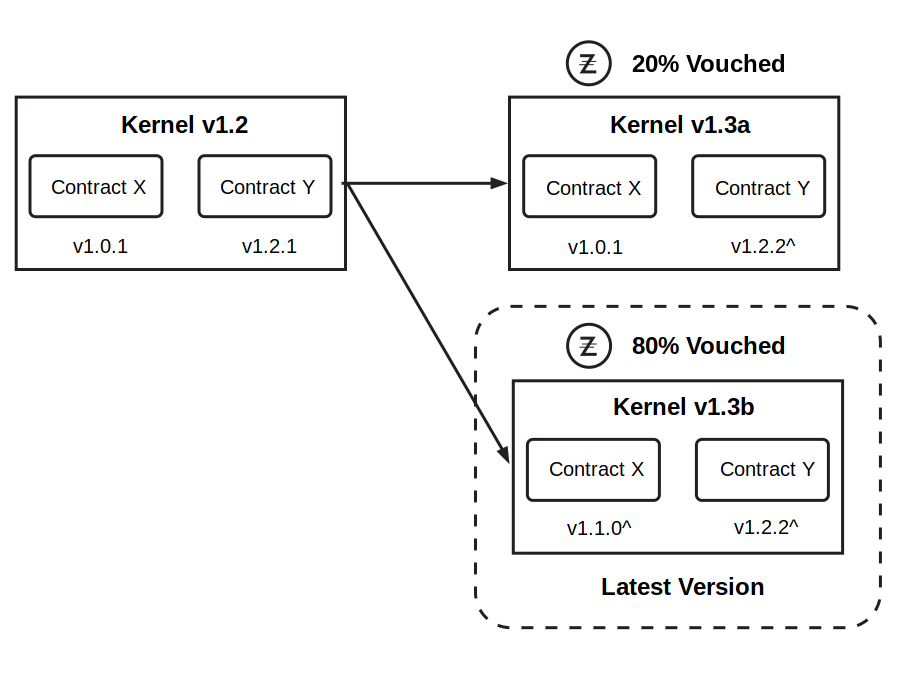 20% Vouched
Kernel v1.2
Contract X
Contract Y
v1.0.1
v1.2.1
Kernel v1.3a
Contract X
Contract Y
v1.0.1
v1.2.2^
80% Vouched
Kernel v1.3b
Contract X
Contract Y
v1.1.0^
v1.2.2^
Latest Version